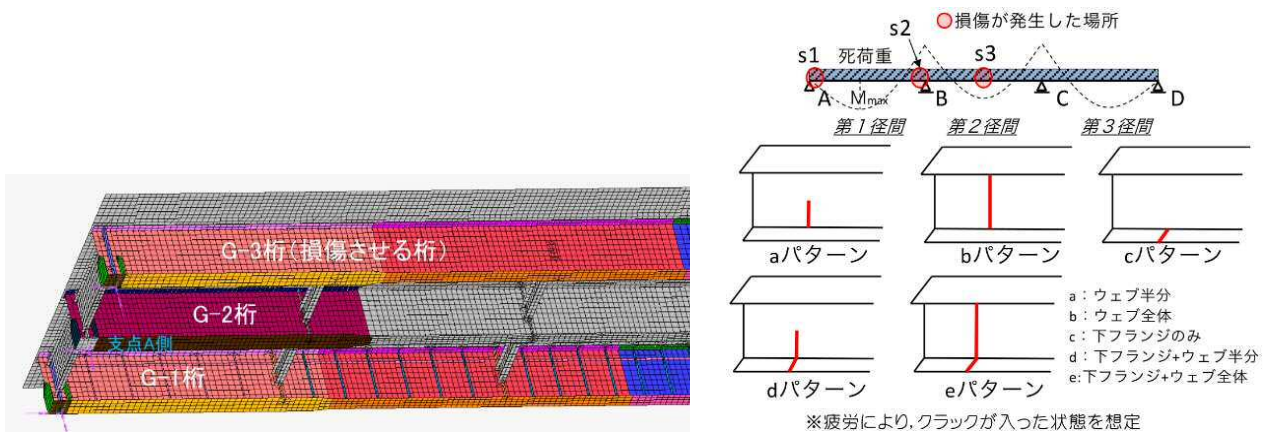 G-3桁(損傷させる桁)
G-2桁
支点A側
G-1桁
損傷が発生した場所
s1
s2
s3
死荷重
A
Mmax
B
C
D
第1径間
第2径間
第3径間
aパターン
bパターン
cパターン
dパターン
eパターン
a：ウェブ半分
b：ウェブ全体
c：下フランジのみ
d：下フランジ+ウェブ半分
e:下フランジ+ウェブ全体
※疲労により,クラックが入った状態を想定